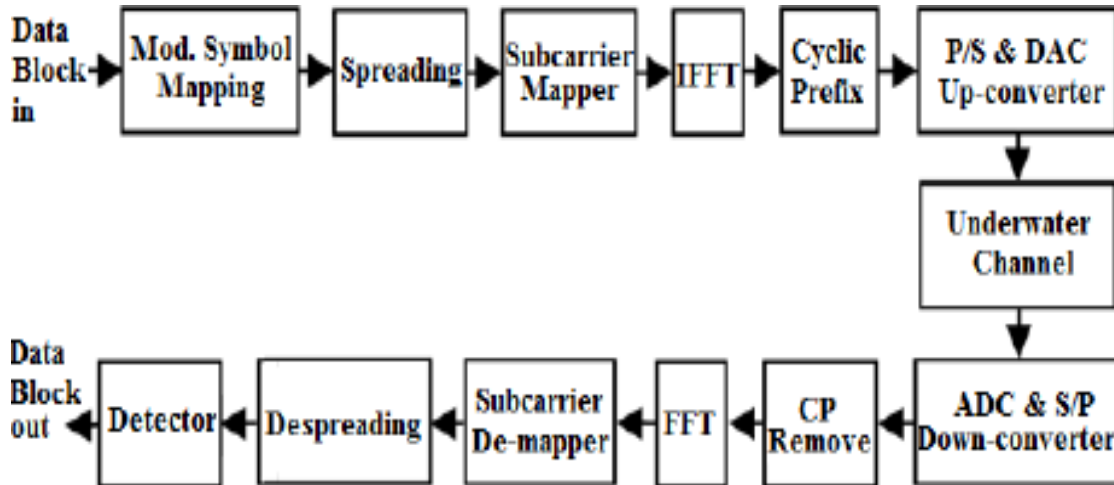 Data
Block
in
Mod. Symbol
Mapping
Spreading
Subcarrier
Mapper
IFFT
Cyclic
Prefix
P/S & DAC
Up-converter
Underwater
Channel
ADC & S/P
Down-converter
CP
Remove
FFT
Subcarrier
De-mapper
Despreading
Detector
Data
Block
out